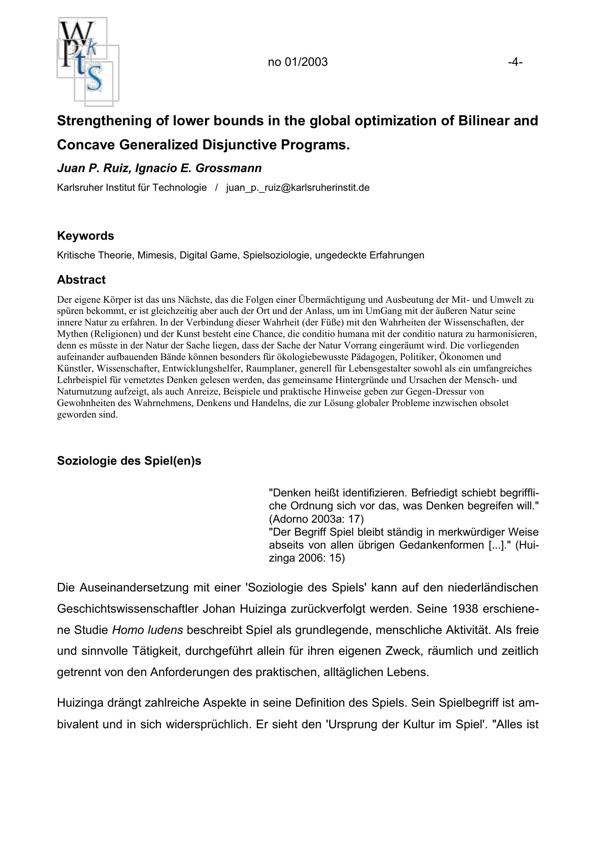 W
P k
t s
S
no 01/2003 -4-
Strengthening of lower bounds in the global optimization of Bilinear and
Concave Generalized Disjunctive Programs.
Juan P. Ruiz, Ignacio E. Grossmann
Karlsruher Institut für Technologie / juan_p._ruiz@karlsruherinstit.de
Keywords
Kritische Theorie, Mimesis, Digital Game, Spielsoziologie, ungedeckte Erfahrungen
Abstract
Der eigene Körper ist das uns Nächste, das die Folgen einer Übermächtigung und Ausbeutung der Mit- und Umwelt zu
spüren bekommt, er ist gleichzeitig aber auch der Ort und der Anlass, um im UmGang mit der äußeren Natur seine
innere Natur zu erfahren. In der Verbindung dieser Wahrheit (der Füße) mit den Wahrheiten der Wissenschaften, der
Mythen (Religionen) und der Kunst besteht eine Chance, die conditio humana mit der conditio natura zu harmonisieren,
denn es müsste in der Natur der Sache liegen, dass der Sache der Natur Vorrang eingeräumt wird. Die vorliegenden
aufeinander aufbauenden Bände können besonders für ökologiebewusste Pädagogen, Politiker, Ökonomen und
Künstler, Wissenschafter, Entwicklungshelfer, Raumplaner, generell für Lebensgestalter sowohl als ein umfangreiches
Lehrbeispiel für vernetztes Denken gelesen werden, das gemeinsame Hintergründe und Ursachen der Mensch- und
Naturnutzung aufzeigt, als auch Anreize, Beispiele und praktische Hinweise geben zur Gegen-Dressur von
Gewohnheiten des Wahrnehmens, Denkens und Handelns, die zur Lösung globaler Probleme inzwischen obsolet
geworden sind.
Soziologie des Spiel(en)s
"Denken heißt identifizieren. Befriedigt schiebt begriffli-
che Ordnung sich vor das, was Denken begreifen will."
(Adorno 2003a: 17)
"Der Begriff Spiel bleibt ständig in merkwürdiger Weise
abseits von allen übrigen Gedankenformen [...]." (Hui-
zinga 2006: 15)
Die Auseinandersetzung mit einer 'Soziologie des Spiels' kann auf den niederländischen
Geschichtswissenschaftler Johan Huizinga zurückverfolgt werden. Seine 1938 erschiene-
ne Studie Homo ludens beschreibt Spiel als grundlegende, menschliche Aktivität. Als freie
und sinnvolle Tätigkeit, durchgeführt allein für ihren eigenen Zweck, räumlich und zeitlich
getrennt von den Anforderungen des praktischen, alltäglichen Lebens.
Huizinga drängt zahlreiche Aspekte in seine Definition des Spiels. Sein Spielbegriff ist am-
bivalent und in sich widersprüchlich. Er sieht den 'Ursprung der Kultur im Spiel'. "Alles ist